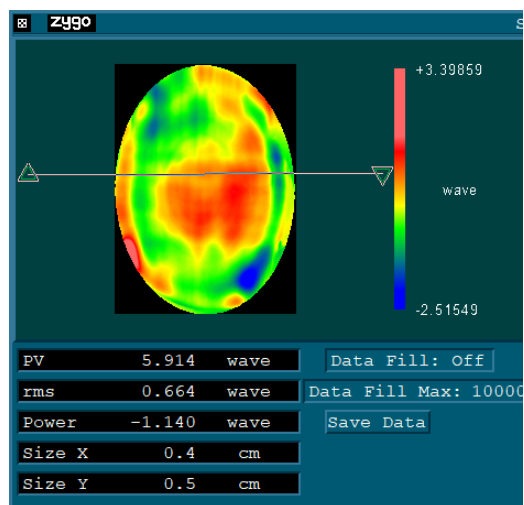 zygo
S
+3.39859
wave
-2.51549
PV 5.914 wave Data Fill: Off
rms 0.664 wave Data Fill Max: 10000
Power -1.140 wave Save Data
Size X 0.4 cm
Size Y 0.5 cm